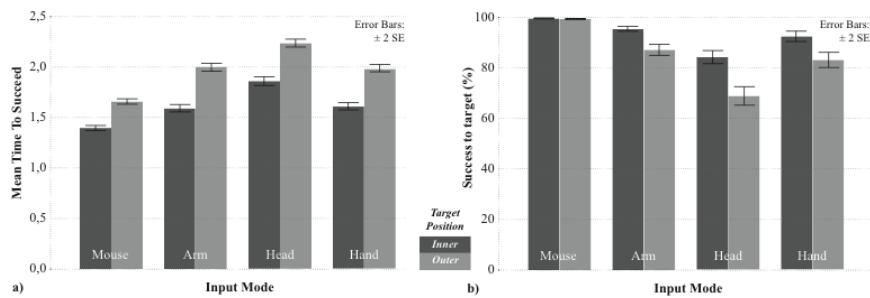 Error Bars:
± 2 SE
Mean Time To Succeed
2,5
2,0
1,5
1,0
0,5
0,0
Mouse
Arm
Head
Hand
a)
Input Mode
Target
Position
Inner
Outer
Error Bars:
± 2 SE
Success to target (%)
100
80
60
40
20
0
Mouse
Arm
Head
Hand
b)
Input Mode